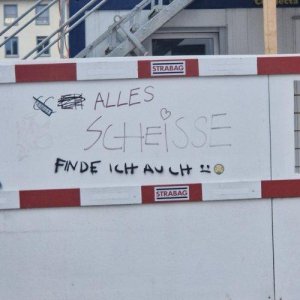 STRABAG
ALLES
SCHEISSE
FINDE ICH AUCH
STRABAG